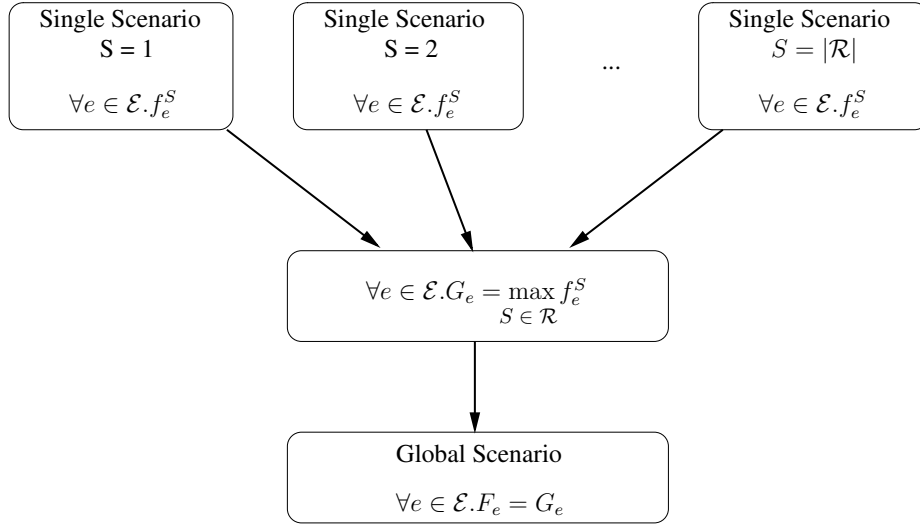 Single Scenario
S = 1
∀e ∈ ℰ.f_e^S
Single Scenario
S = 2
∀e ∈ ℰ.f_e^S
...
Single Scenario
S = |ℛ|
∀e ∈ ℰ.f_e^S
∀e ∈ ℰ.G_e = max f_e^S
S ∈ ℛ
Global Scenario
∀e ∈ ℰ.F_e = G_e